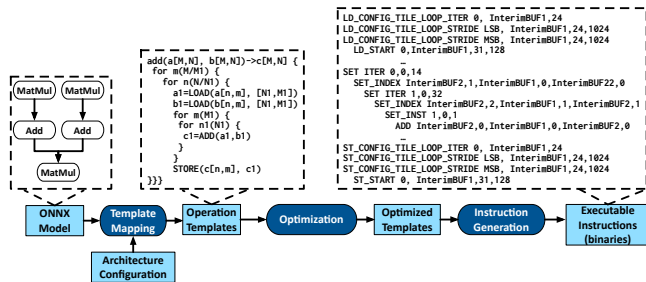 MatMul MatMul
Add Add
MatMul
add(a[M,N], b[M,N])->c[M,N] {
for m(M/M1) {
for n(N/N1) {
a1=LOAD(a[n,m], [N1,M1])
b1=LOAD(b[n,m], [N1,M1])
for m(M1) {
for n1(N1) {
c1=ADD(a1,b1)
}
}
STORE(c[n,m], c1)
}}}
LD_CONFIG_TILE_LOOP_ITER 0, InterimBUF1,24
LD_CONFIG_TILE_LOOP_STRIDE LSB, InterimBUF1,24,1024
LD_CONFIG_TILE_LOOP_STRIDE MSB, InterimBUF1,24,1024
LD_START 0,InterimBUF1,31,128
…
SET ITER 0,0,14
SET_INDEX InterimBUF2,1,InterimBUF1,0,InterimBUF22,0
SET ITER 1,0,32
SET_INDEX InterimBUF2,2,InterimBUF1,1,InterimBUF2,1
SET_INST 1,0,1
ADD InterimBUF2,0,InterimBUF1,0,InterimBUF2,0
…
ST_CONFIG_TILE_LOOP_ITER 0, InterimBUF1,24
ST_CONFIG_TILE_LOOP_STRIDE LSB, InterimBUF1,24,1024
ST_CONFIG_TILE_LOOP_STRIDE MSB, InterimBUF1,24,1024
ST_START 0, InterimBUF1,31,128
ONNX
Model
Template
Mapping
Operation
Templates
Optimization
Optimized
Templates
Instruction
Generation
Executable
Instructions
(binaries)
Architecture
Configuration